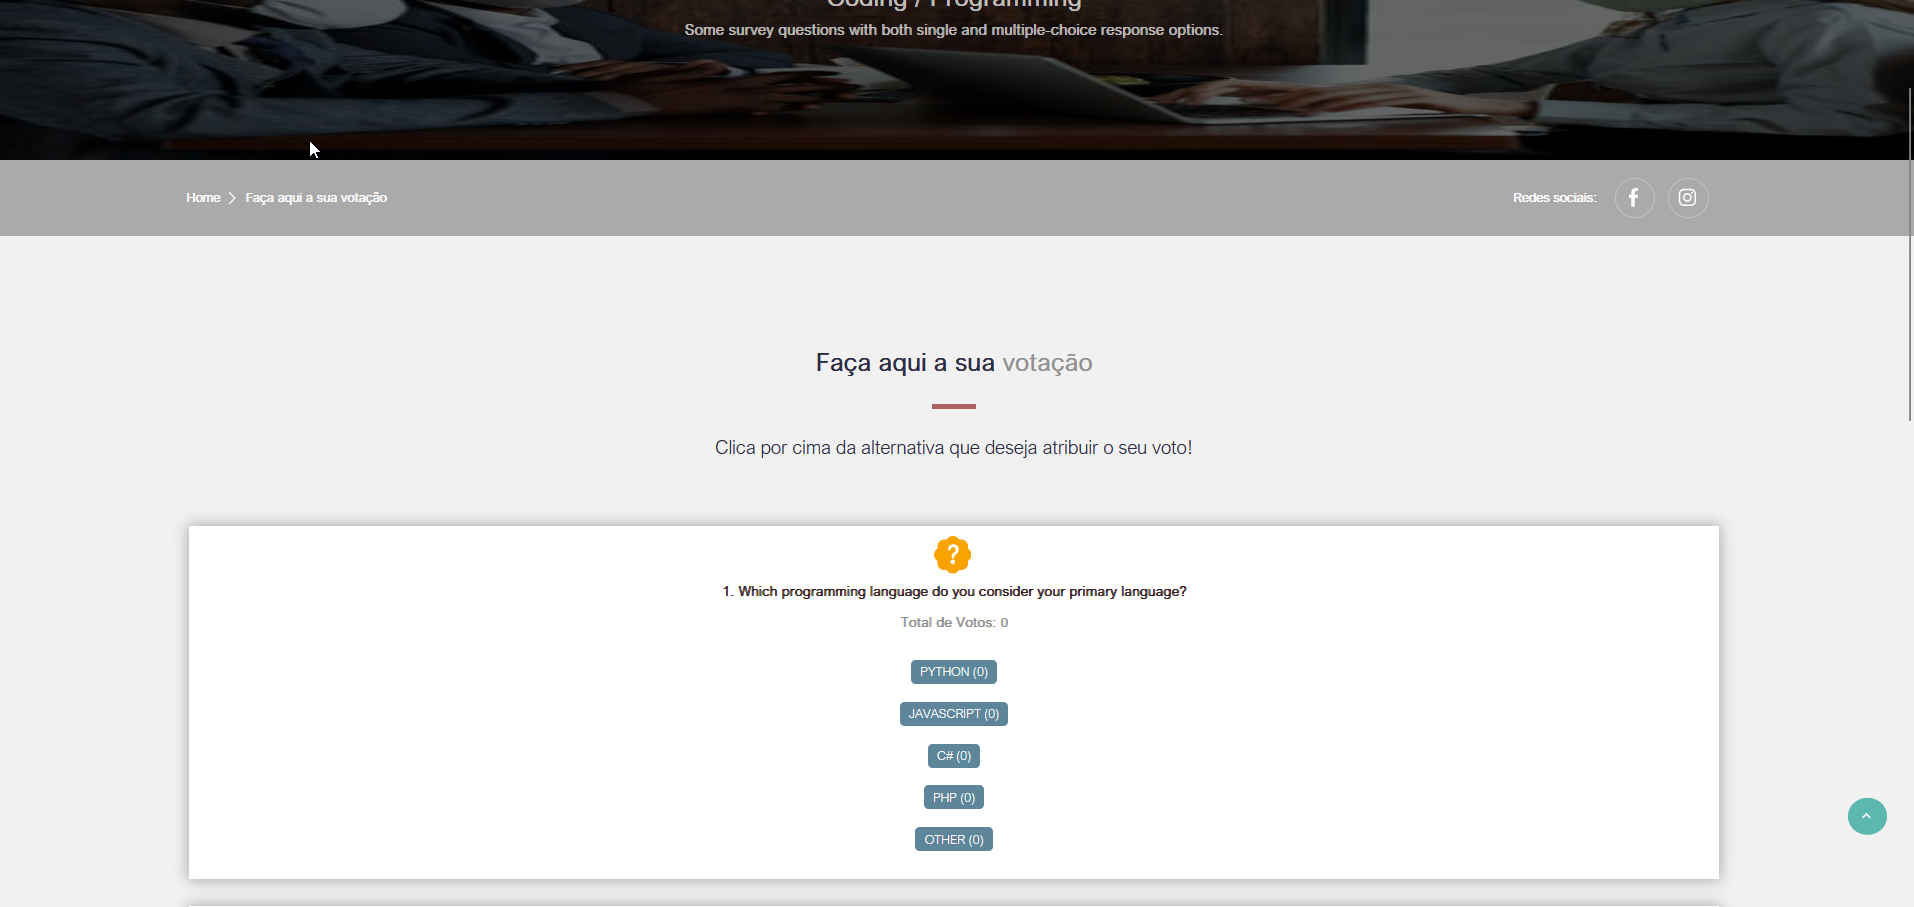 Coding / Programming
Some survey questions with both single and multiple-choice response options.
Home > Faça aqui a sua votação
Redes sociais:
Faça aqui a sua votação
Clica por cima da alternativa que deseja atribuir o seu voto!
1. Which programming language do you consider your primary language?
Total de Votos: 0
PYTHON (0)
JAVASCRIPT (0)
C# (0)
PHP (0)
OTHER (0)